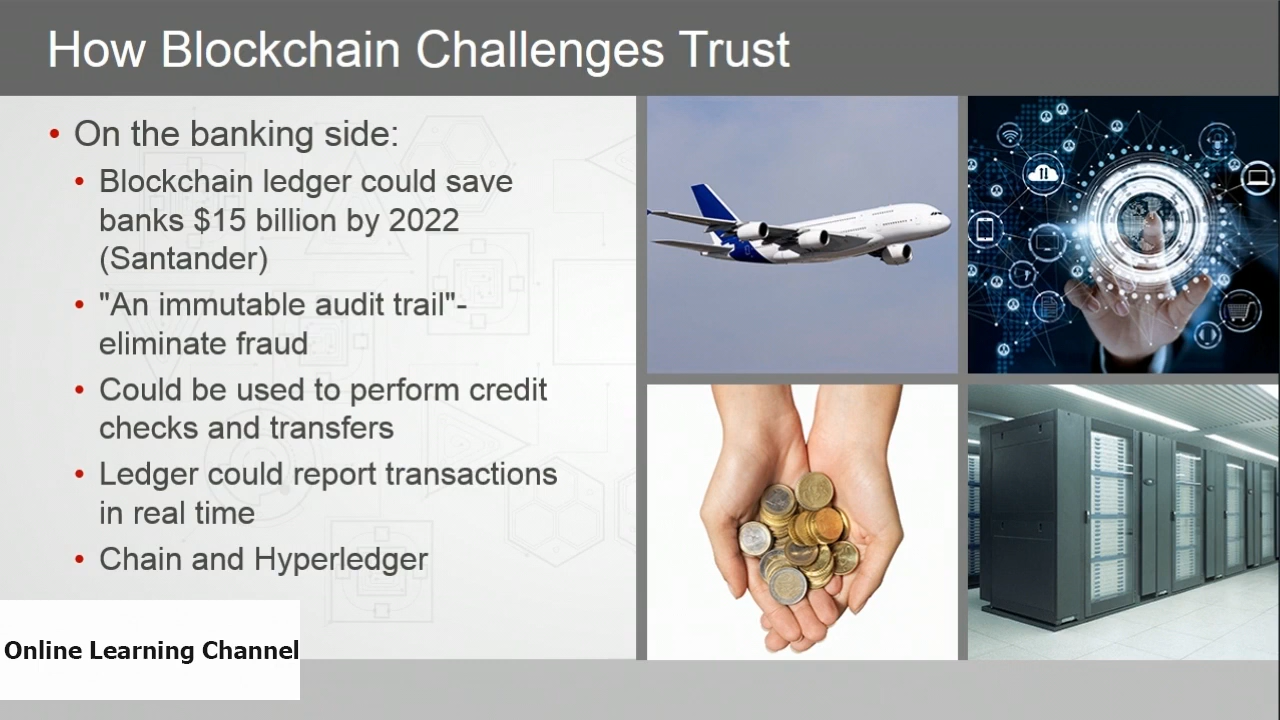 How Blockchain Challenges Trust
• On the banking side:
• Blockchain ledger could save
banks $15 billion by 2022
(Santander)
• "An immutable audit trail"-
eliminate fraud
• Could be used to perform credit
checks and transfers
• Ledger could report transactions
in real time
• Chain and Hyperledger
Online Learning Channel